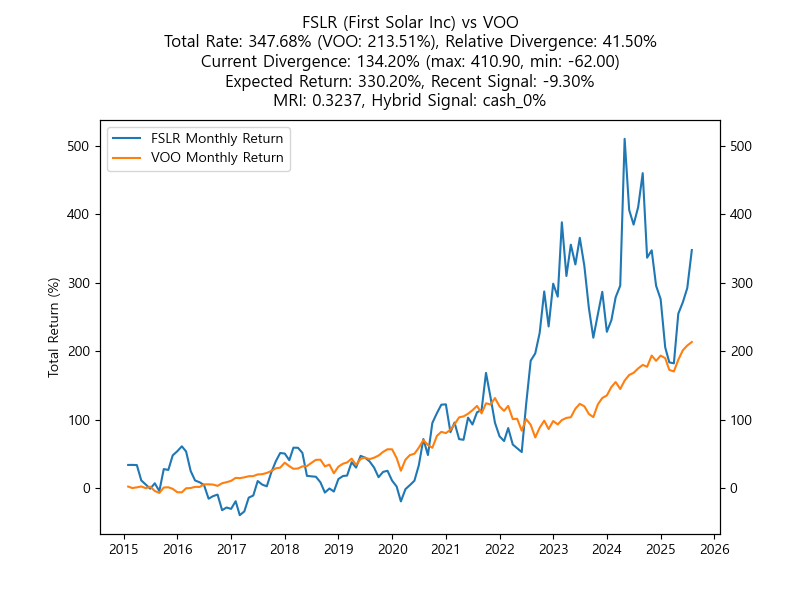 FSLR (First Solar Inc) vs VOO
Total Rate: 347.68% (VOO: 213.51%), Relative Divergence: 41.50%
Current Divergence: 134.20% (max: 410.90, min: -62.00)
Expected Return: 330.20%, Recent Signal: -9.30%
MRI: 0.3237, Hybrid Signal: cash_0%
FSLR Monthly Return
VOO Monthly Return
Total Return (%)
500
400
300
200
100
0
500
400
300
200
100
0
2015 2016 2017 2018 2019 2020 2021 2022 2023 2024 2025 2026